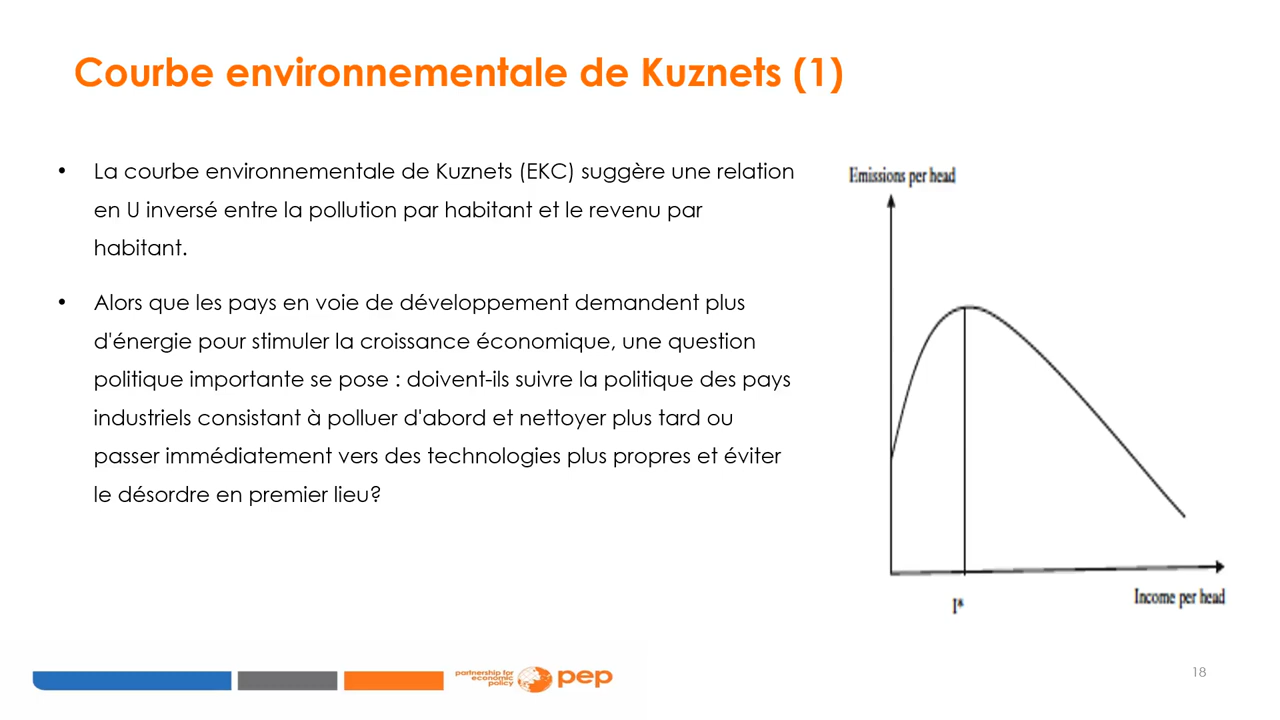 Courbe environnementale de Kuznets (1)
• La courbe environnementale de Kuznets (EKC) suggère une relation
en U inversé entre la pollution par habitant et le revenu par
habitant.
• Alors que les pays en voie de développement demandent plus
d'énergie pour stimuler la croissance économique, une question
politique importante se pose : doivent-ils suivre la politique des pays
industriels consistant à polluer d'abord et nettoyer plus tard ou
passer immédiatement vers des technologies plus propres et éviter
le désordre en premier lieu?
Emissions per head
I*
Income per head
partnership for
economic
policy
pep
18